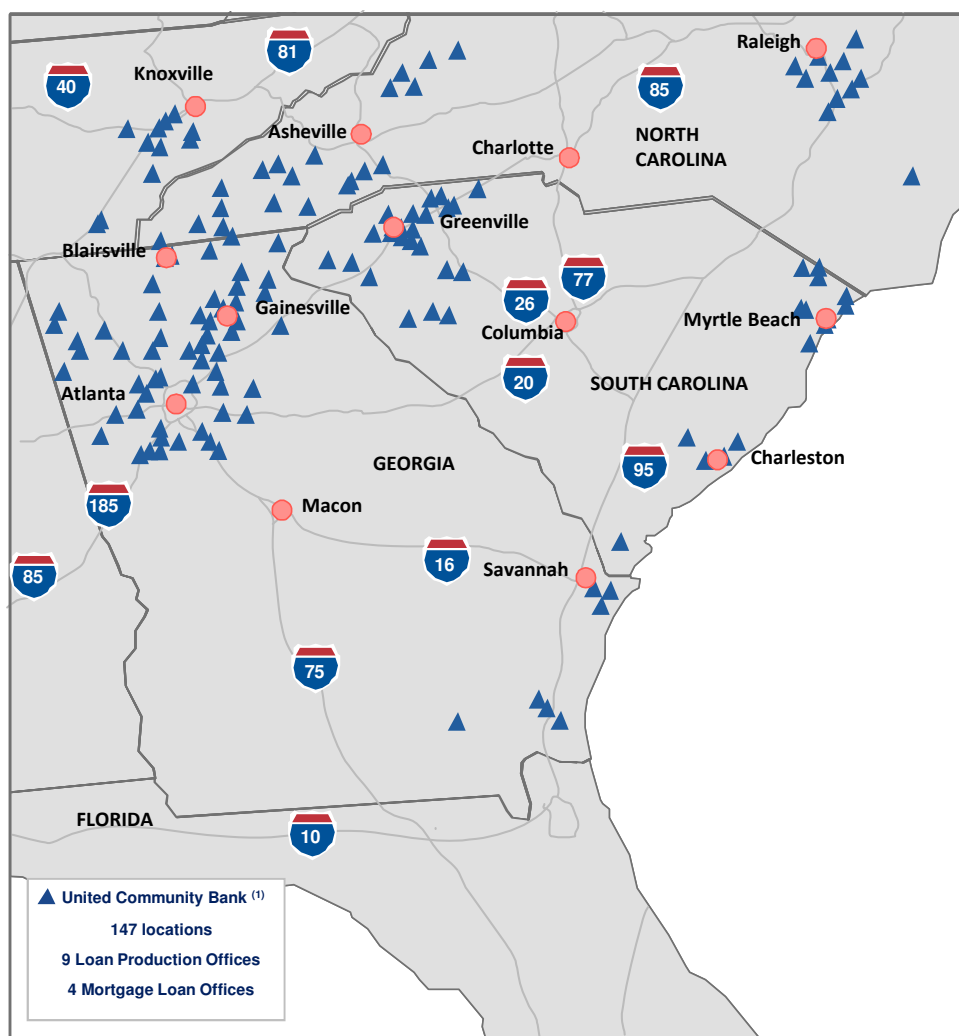 81
Raleigh
Knoxville
40
85
Asheville
NORTH
CAROLINA
Charlotte
Greenville
Blairsville
77
26
Gainesville
Myrtle Beach
Columbia
20
SOUTH CAROLINA
Atlanta
GEORGIA
95
Charleston
185
Macon
16
Savannah
85
75
FLORIDA
10
United Community Bank (1)
147 locations
9 Loan Production Offices
4 Mortgage Loan Offices